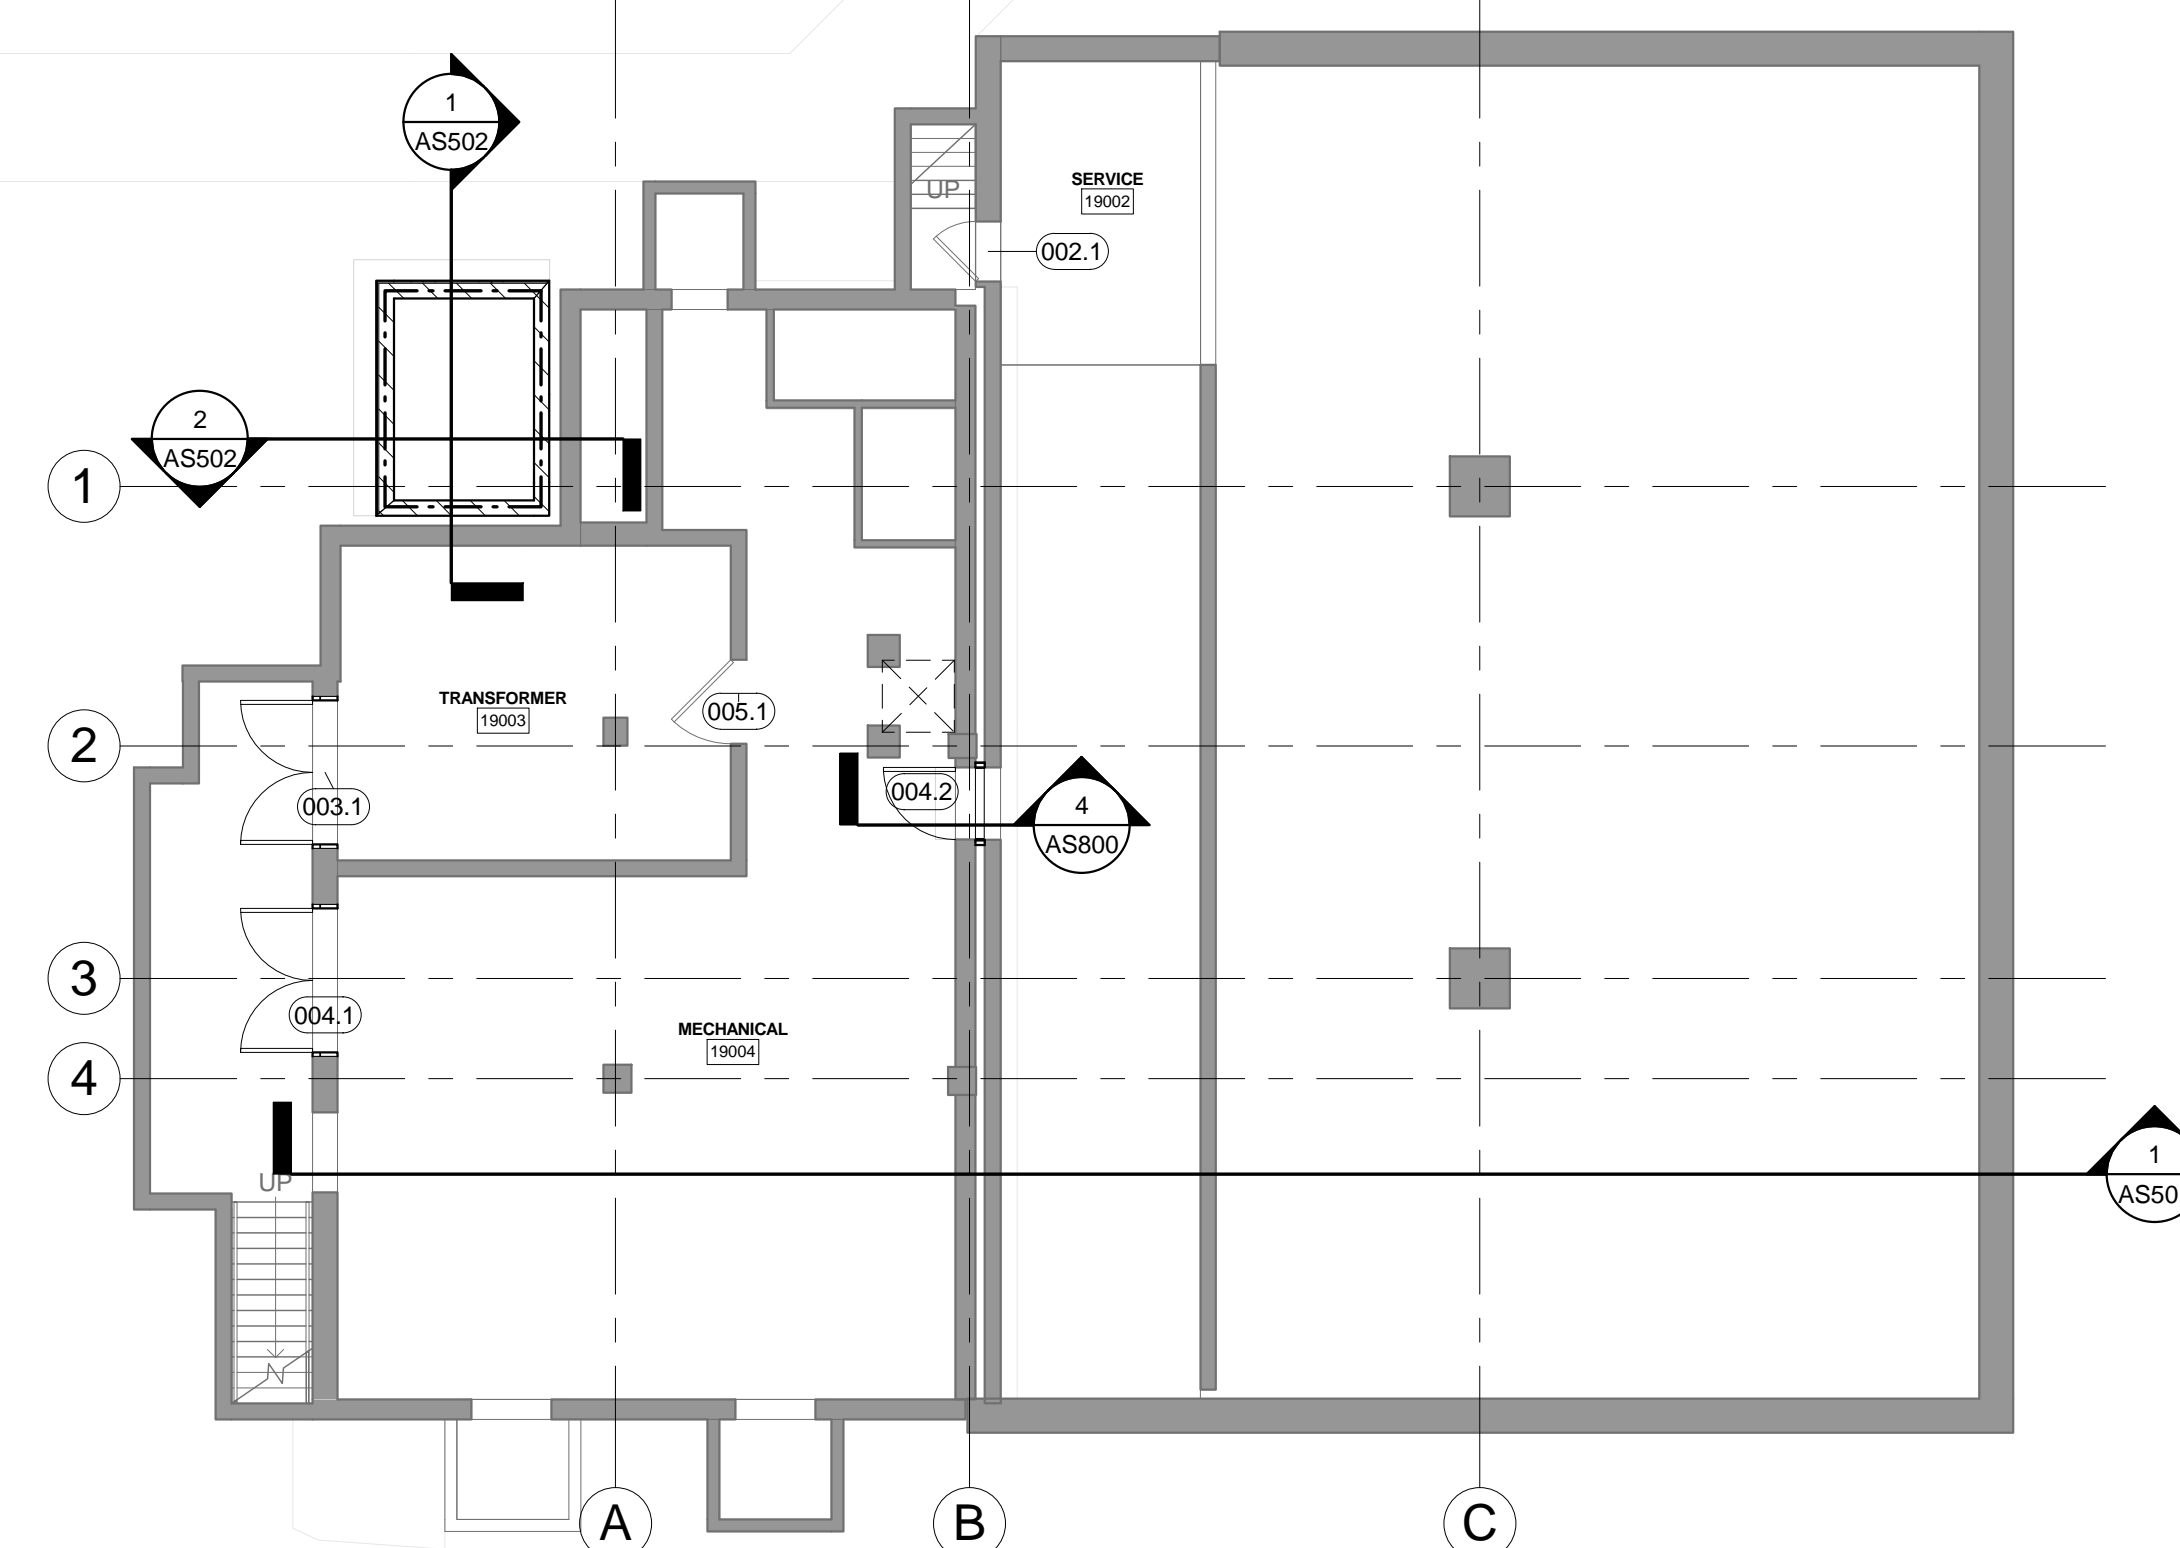 1
AS502
UP
SERVICE
19002
002.1
2
AS502
1
TRANSFORMER
19003
005.1
2
003.1
004.2
4
AS800
3
004.1
MECHANICAL
19004
4
1
AS50
UP
A
B
C